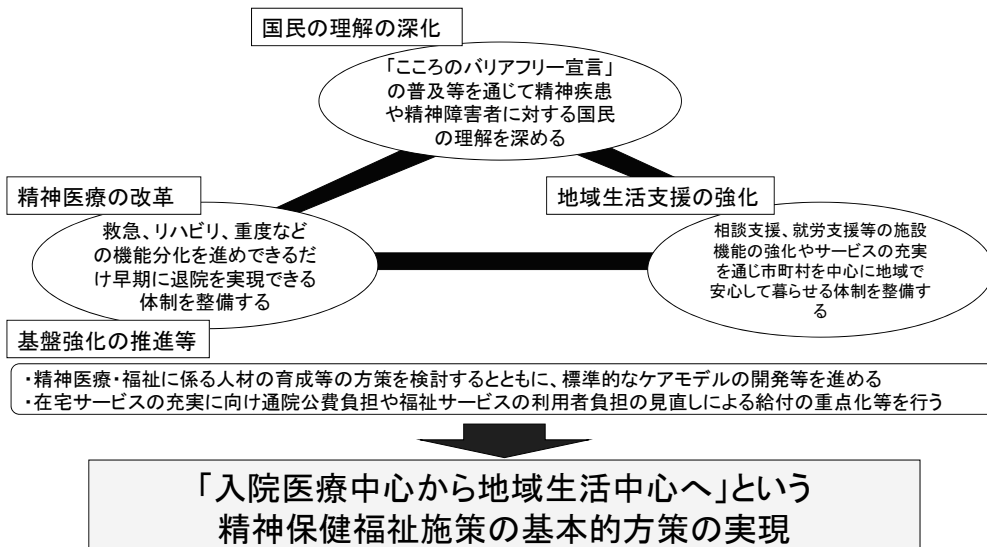 国民の理解の深化
「こころのバリアフリー宣言」
の普及等を通じて精神疾患
や精神障害者に対する国民
の理解を深める
精神医療の改革
救急、リハビリ、重度など
の機能分化を進めできるだ
け早期に退院を実現できる
体制を整備する
地域生活支援の強化
相談支援、就労支援等の施設
機能の強化やサービスの充実
を通じ市町村を中心に地域で
安心して暮らせる体制を整備す
る
基盤強化の推進等
・精神医療・福祉に係る人材の育成等の方策を検討するとともに、標準的なケアモデルの開発等を進める
・在宅サービスの充実に向け通院公費負担や福祉サービスの利用者負担の見直しによる給付の重点化等を行う
「入院医療中心から地域生活中心へ」という
精神保健福祉施策の基本的方策の実現